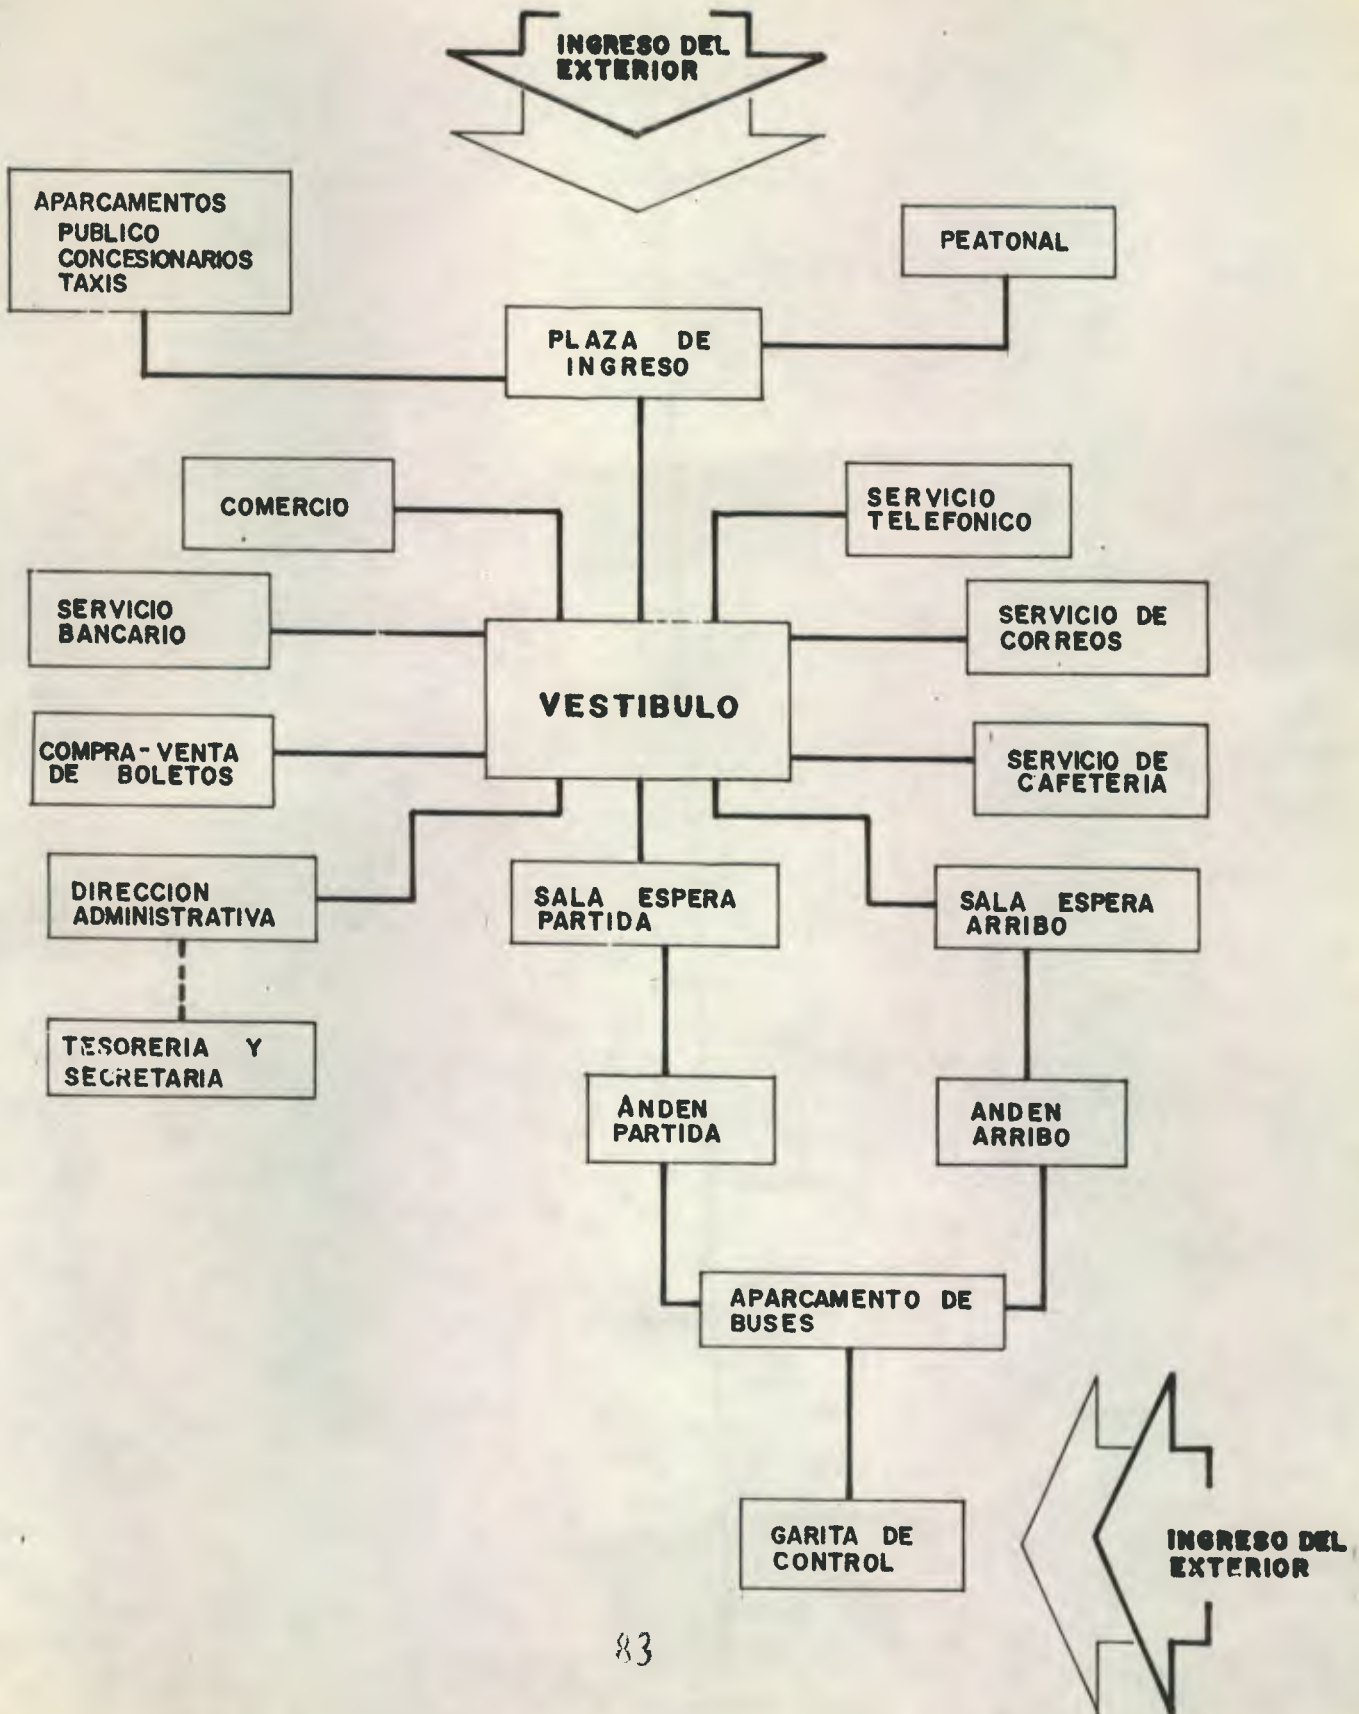 INGRESO DEL
EXTERIOR
APARCAMENTOS
PUBLICO
CONCESIONARIOS
TAXIS
PEATONAL
PLAZA DE
INGRESO
COMERCIO
SERVICIO
TELEFONICO
SERVICIO
BANCARIO
SERVICIO DE
CORREOS
VESTIBULO
COMPRA-VENTA
DE BOLETOS
SERVICIO DE
CAFETERIA
DIRECCION
ADMINISTRATIVA
SALA ESPERA
PARTIDA
SALA ESPERA
ARRIBO
TESORERIA Y
SECRETARIA
ANDEN
PARTIDA
ANDEN
ARRIBO
APARCAMENTO DE
BUSES
GARITA DE
CONTROL
INGRESO DEL
EXTERIOR
83